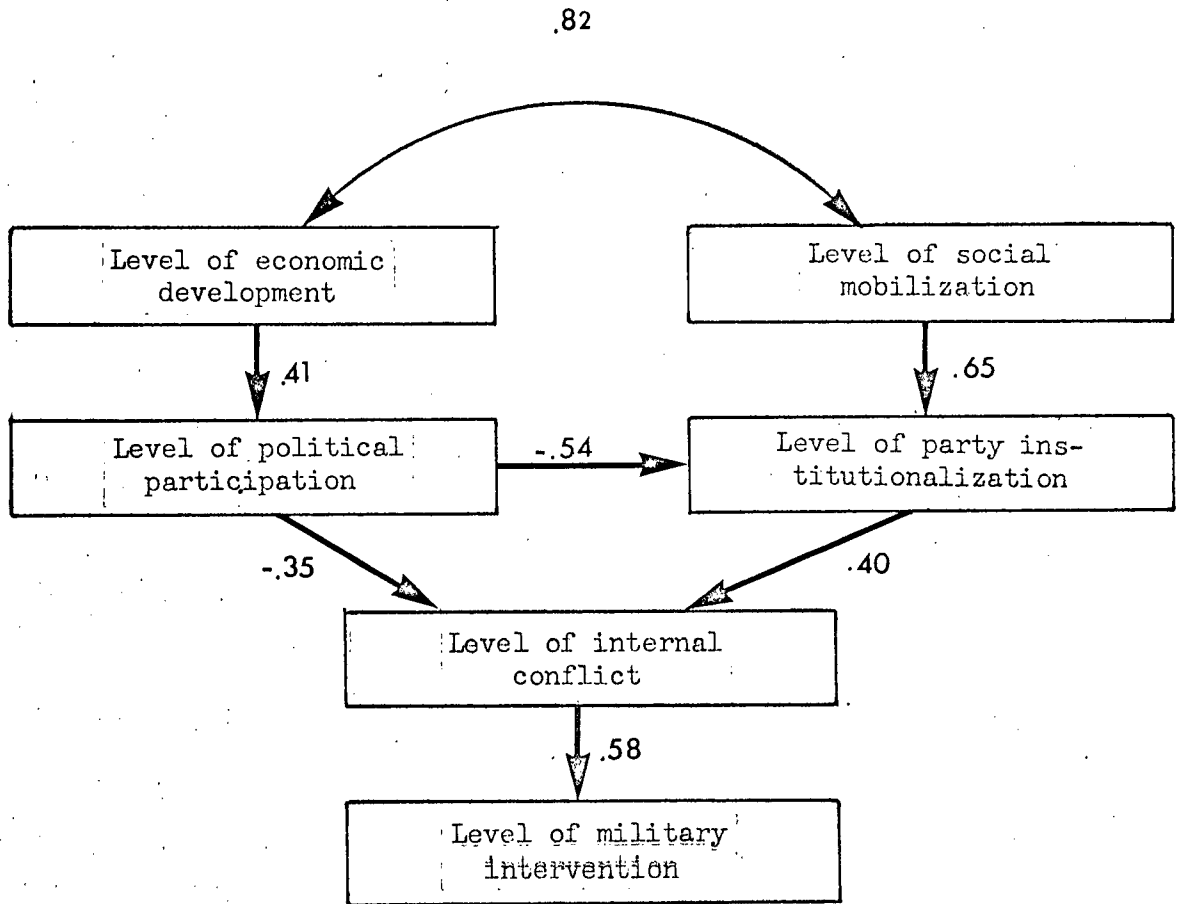 .82
Level of economic
development
Level of social
mobilization
.41
.65
Level of political
participation
-.54
Level of party ins-
titutionalization
-.35
.40
Level of internal
conflict
.58
Level of military
intervention